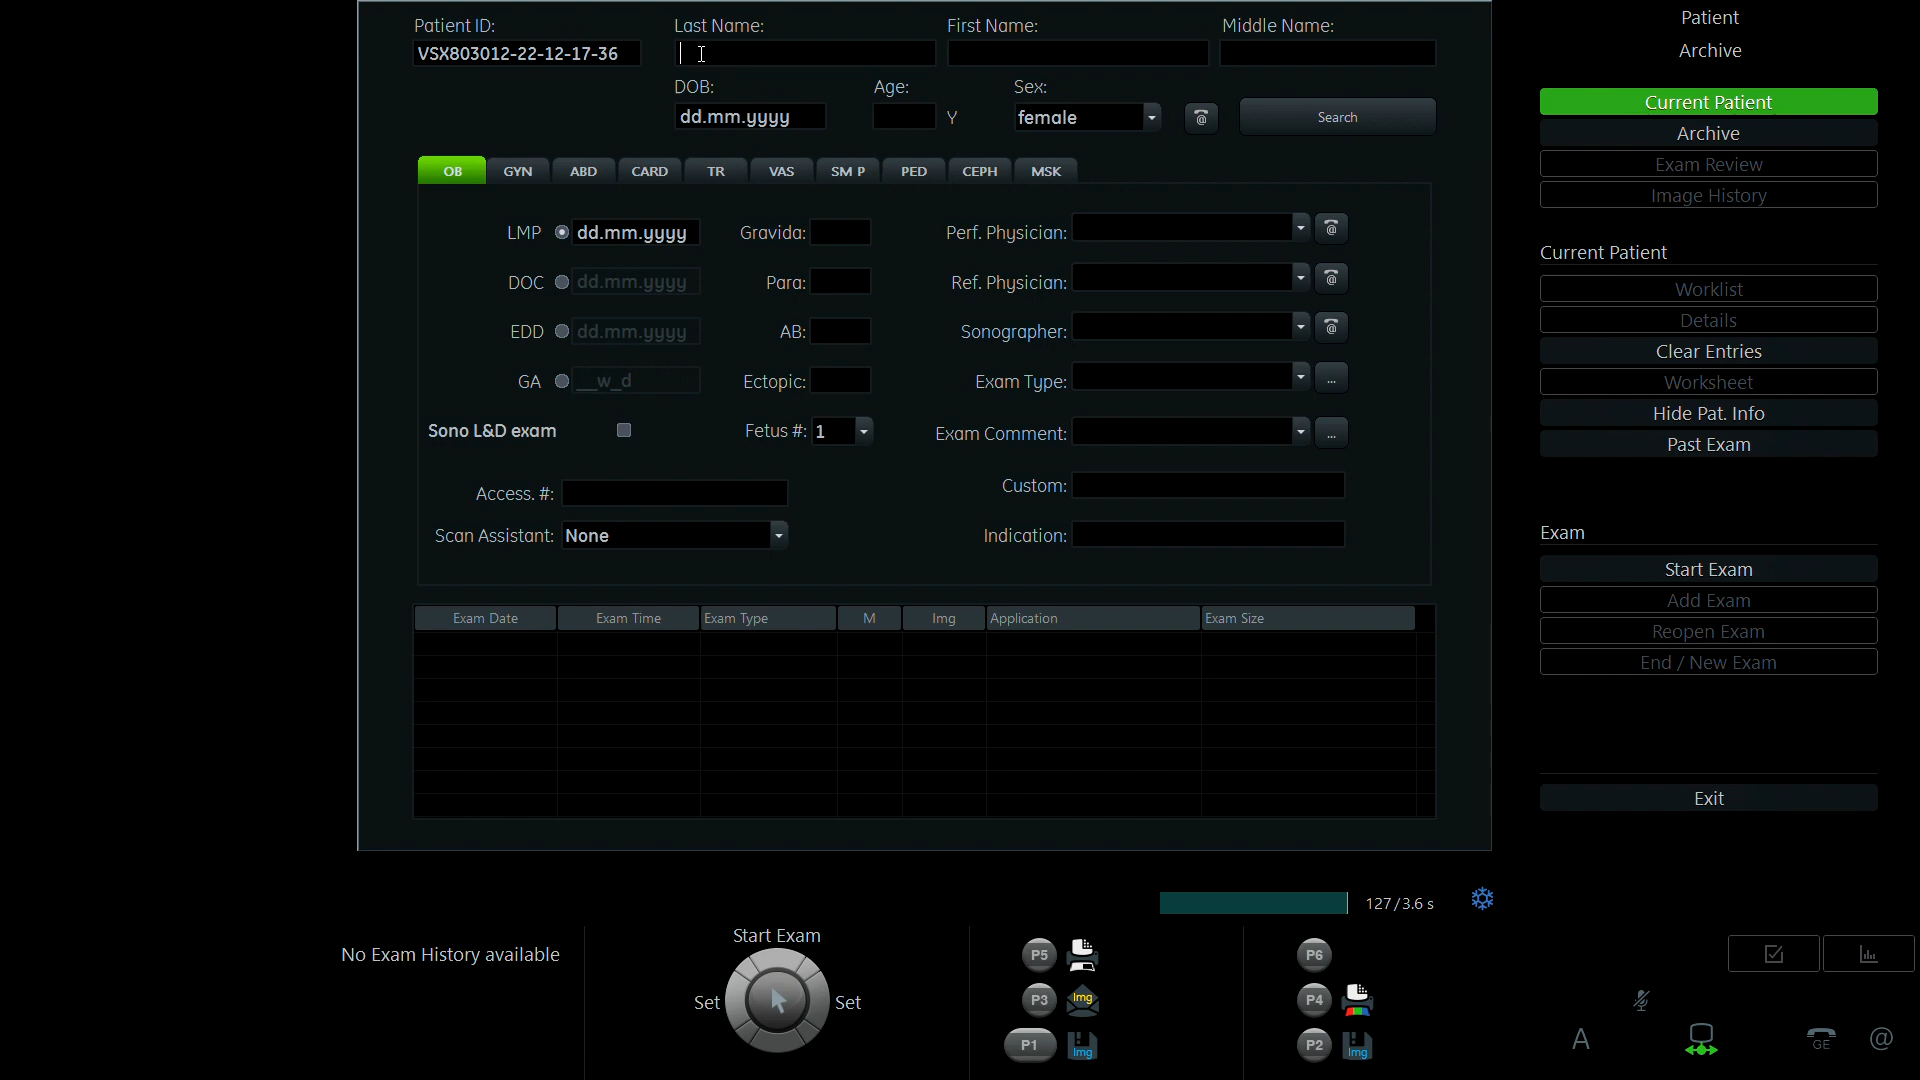 Patient ID: Last Name: First Name: Middle Name:
VSX803012-22-12-17-36
DOB: Age: Sex:
dd.mm.yyyy Y female @ Search
OB GYN ABD CARD TR VAS SM P PED CEPH MSK
LMP dd.mm.yyyy Gravida: Perf. Physician: @
DOC dd.mm.yyyy Para: Ref. Physician: @
EDD dd.mm.yyyy AB: Sonographer: @
GA __w_d Ectopic: Exam Type: ...
Sono L&D exam Fetus #: 1 Exam Comment: ...
Access. #: Custom:
Scan Assistant: None Indication:
Exam Date Exam Time Exam Type M Img Application Exam Size
127/3.6 s
No Exam History available
Start Exam
Set Set
P5
P3 Img
P1 Img
P6
P4
P2 Img
Patient
Archive
Current Patient
Archive
Exam Review
Image History
Current Patient
Worklist
Details
Clear Entries
Worksheet
Hide Pat. Info
Past Exam
Exam
Start Exam
Add Exam
Reopen Exam
End / New Exam
Exit
A GE @